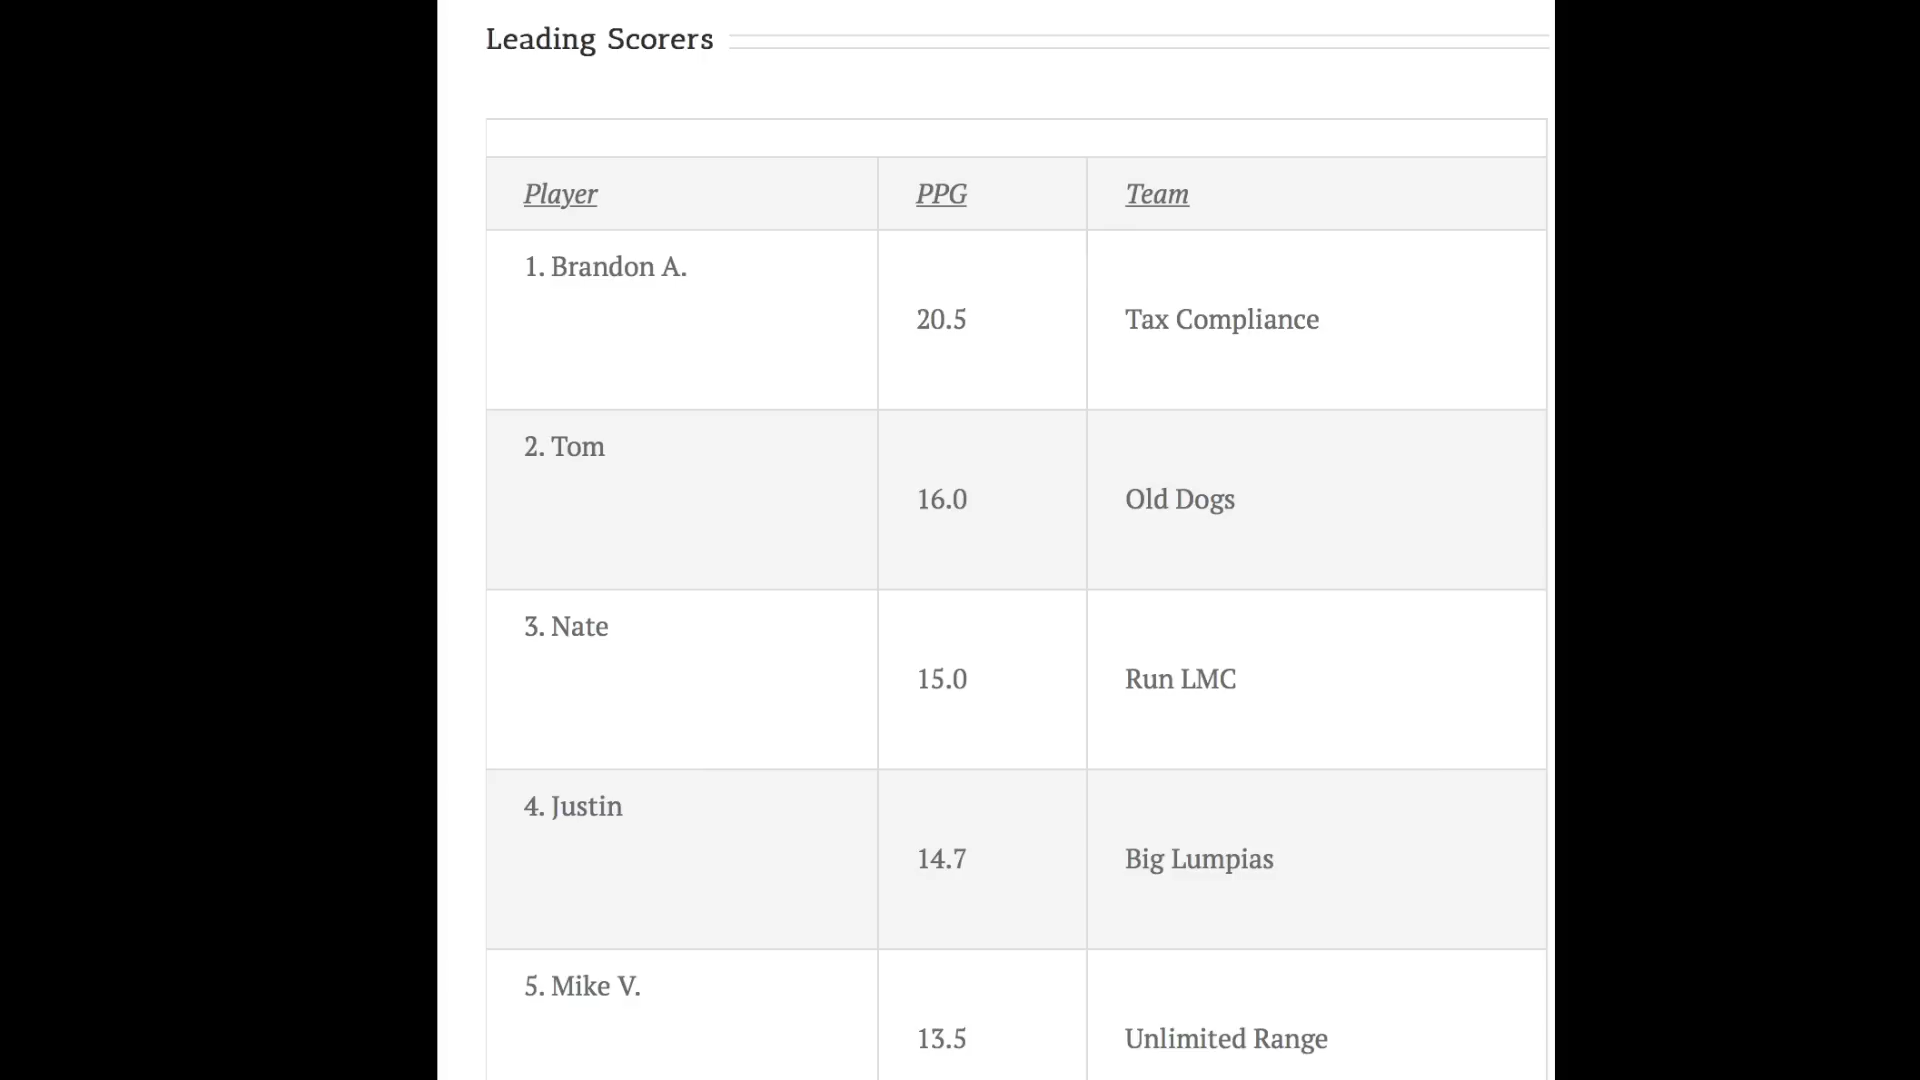 Leading Scorers
Player PPG Team
1. Brandon A.
20.5 Tax Compliance
2. Tom
16.0 Old Dogs
3. Nate
15.0 Run LMC
4. Justin
14.7 Big Lumpias
5. Mike V.
13.5 Unlimited Range